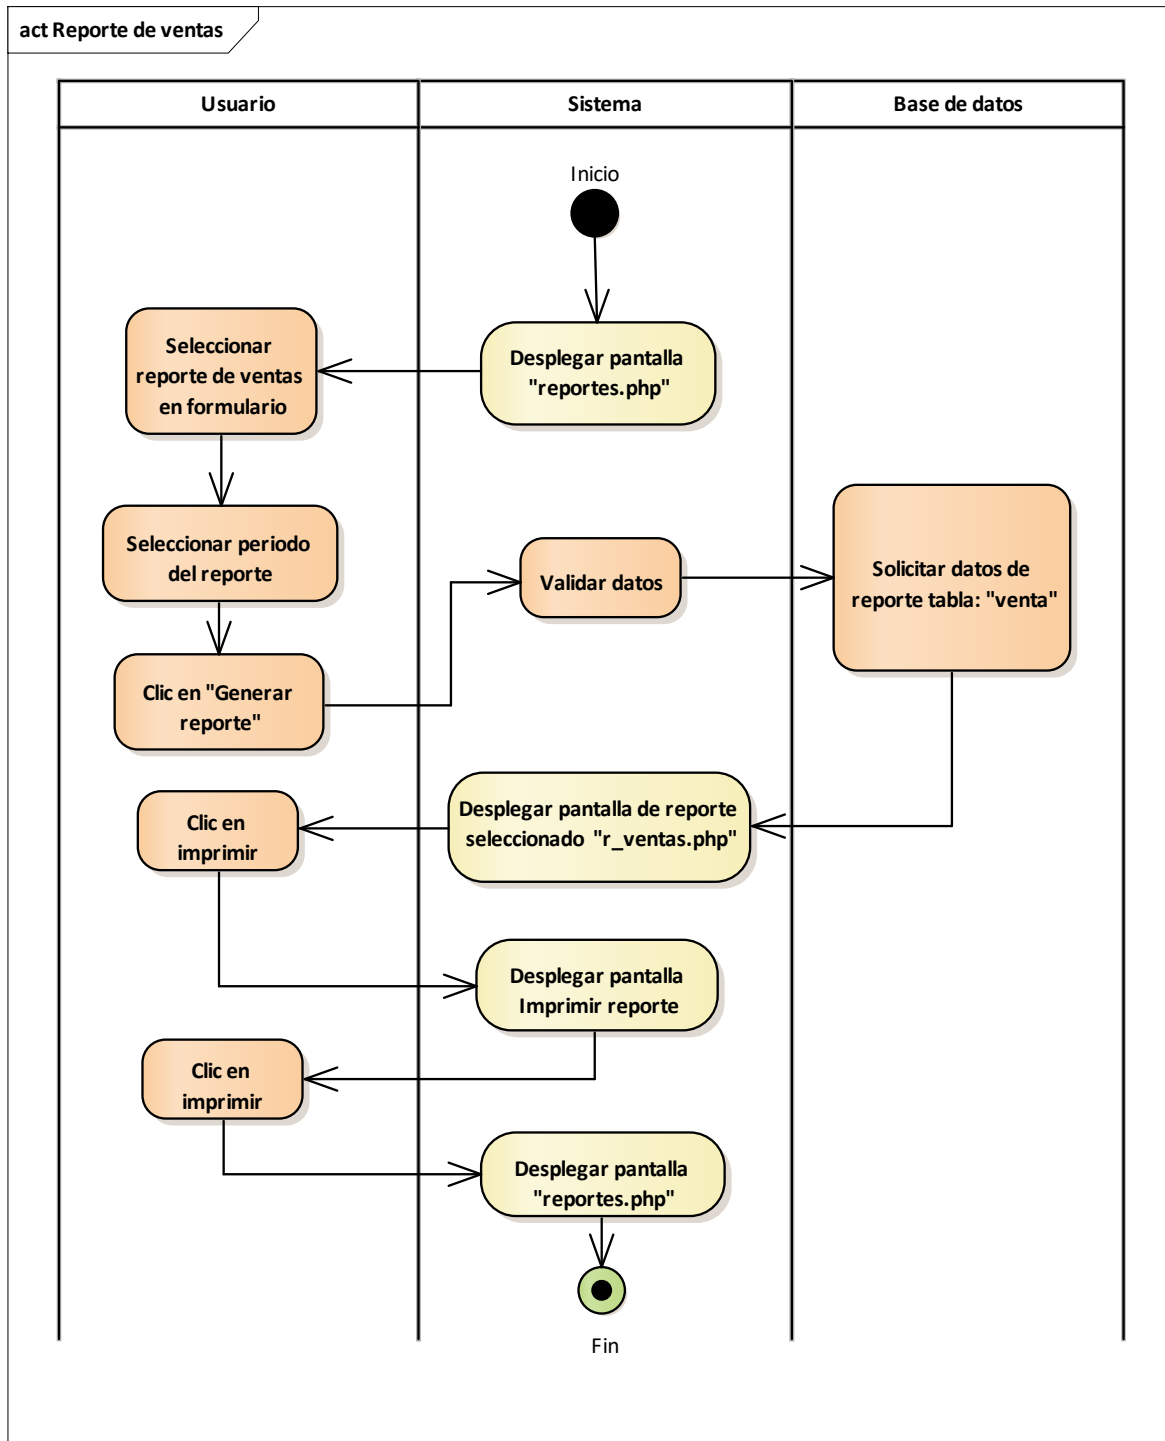 act Reporte de ventas
Usuario
Sistema
Base de datos
Inicio
Desplegar pantalla
"reportes.php"
Seleccionar
reporte de ventas
en formulario
Seleccionar periodo
del reporte
Clic en "Generar
reporte"
Validar datos
Solicitar datos de
reporte tabla: "venta"
Desplegar pantalla de reporte
seleccionado "r_ventas.php"
Clic en
imprimir
Desplegar pantalla
Imprimir reporte
Clic en
imprimir
Desplegar pantalla
"reportes.php"
Fin